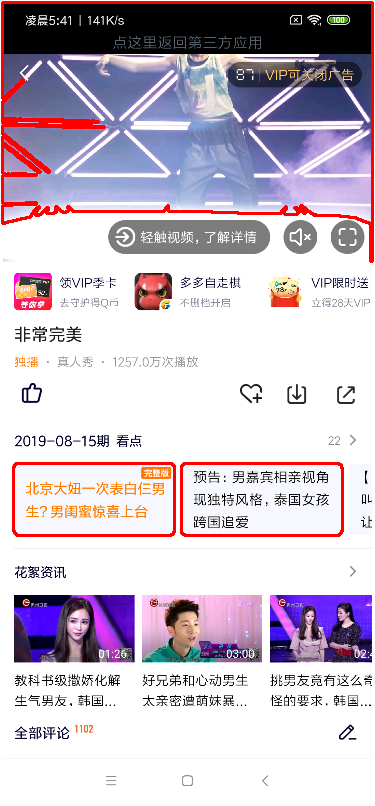 凌晨5:41 | 141K/s
100
点这里返回第三方应用
87 | VIP可关闭广告
轻触视频，了解详情
领VIP季卡
去守护得Q币
多多自走棋
不删档开启
VIP限时送
立得28天VIP
非常完美
独播 · 真人秀 · 1257.0万次播放
2019-08-15期 看点
22
完整版
北京大妞一次表白仨男
生？男闺蜜惊喜上台
预告：男嘉宾相亲视角
现独特风格，泰国女孩
跨国追爱
【
叫
让
花絮资讯
01:26
03:00
02:44
教科书级撒娇化解
生气男友，韩国...
好兄弟和心动男生
太亲密遭萌妹暴...
挑男友竟有这么奇
怪的要求，韩国...
全部评论 1102